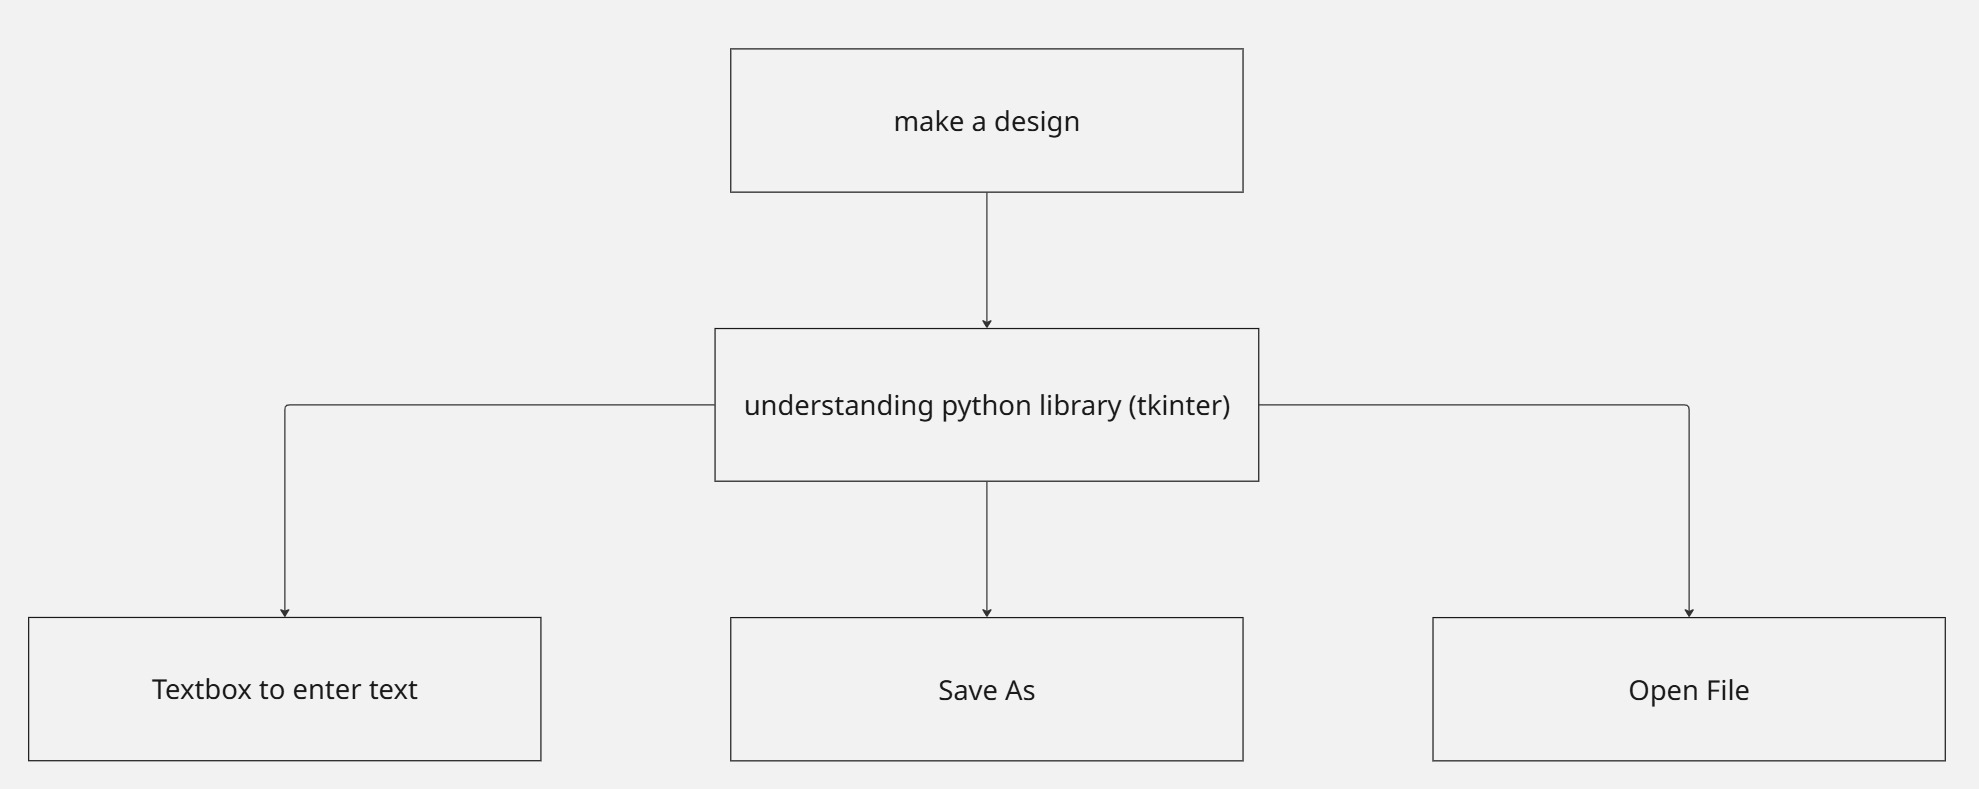 make a design
understanding python library (tkinter)
Textbox to enter text
Save As
Open File